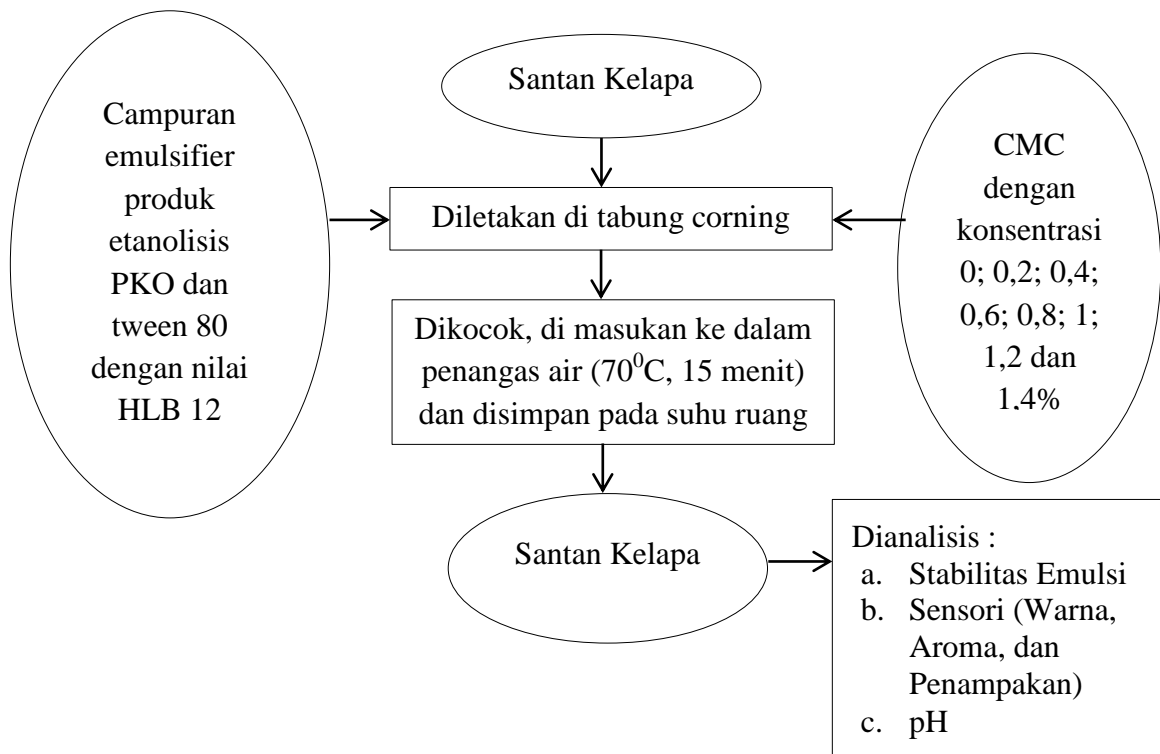 Santan Kelapa
Campuran
emulsifier
produk
etanolisis
PKO dan
tween 80
dengan nilai
HLB 12
CMC
dengan
konsentrasi
0; 0,2; 0,4;
0,6; 0,8; 1;
1,2 dan
1,4%
Diletakan di tabung corning
Dikocok, di masukan ke dalam
penangas air (70⁰C, 15 menit)
dan disimpan pada suhu ruang
Santan Kelapa
Dianalisis :
a. Stabilitas Emulsi
b. Sensori (Warna,
Aroma, dan
Penampakan)
c. pH